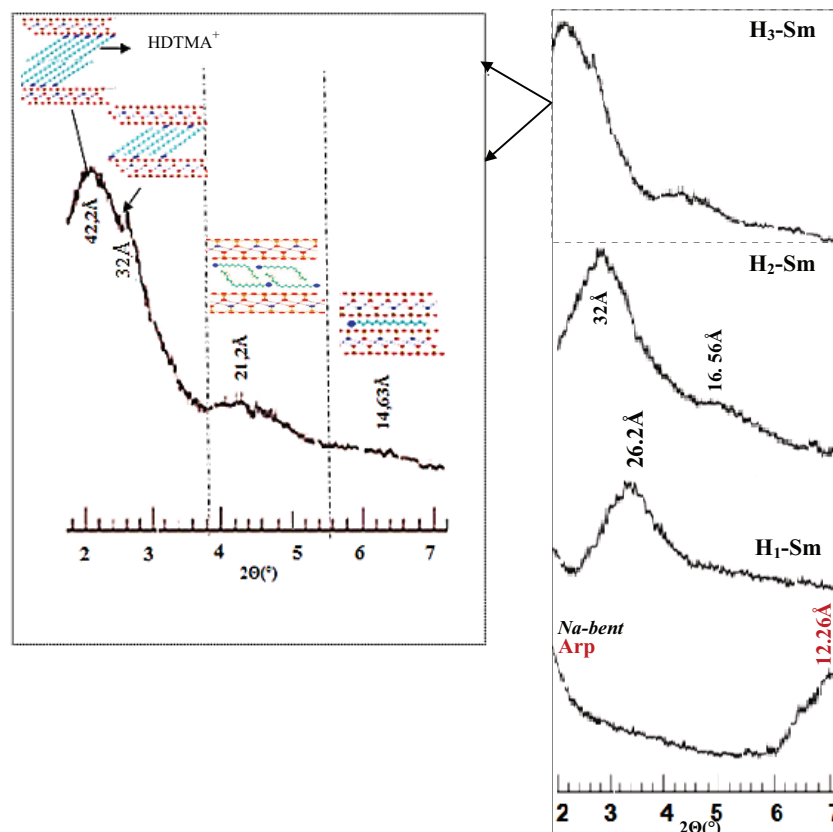 HDTMA+
42,2Å
32Å
21,2Å
14,63Å
2 3 4 5 6 7
2Θ(°)
H3-Sm
H2-Sm
32Å
16. 56Å
26.2Å
H1-Sm
Na-bent
Arp
12.26Å
2 3 4 5 6 7
2Θ(°)